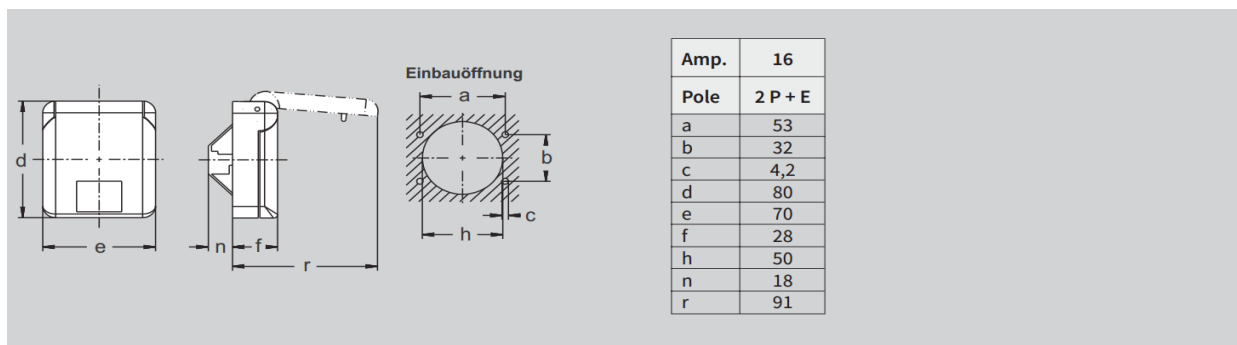 Einbauöffnung
a
b
c
h
d
e
n
f
r
Amp. 16
Pole 2 P + E
a 53
b 32
c 4,2
d 80
e 70
f 28
h 50
n 18
r 91